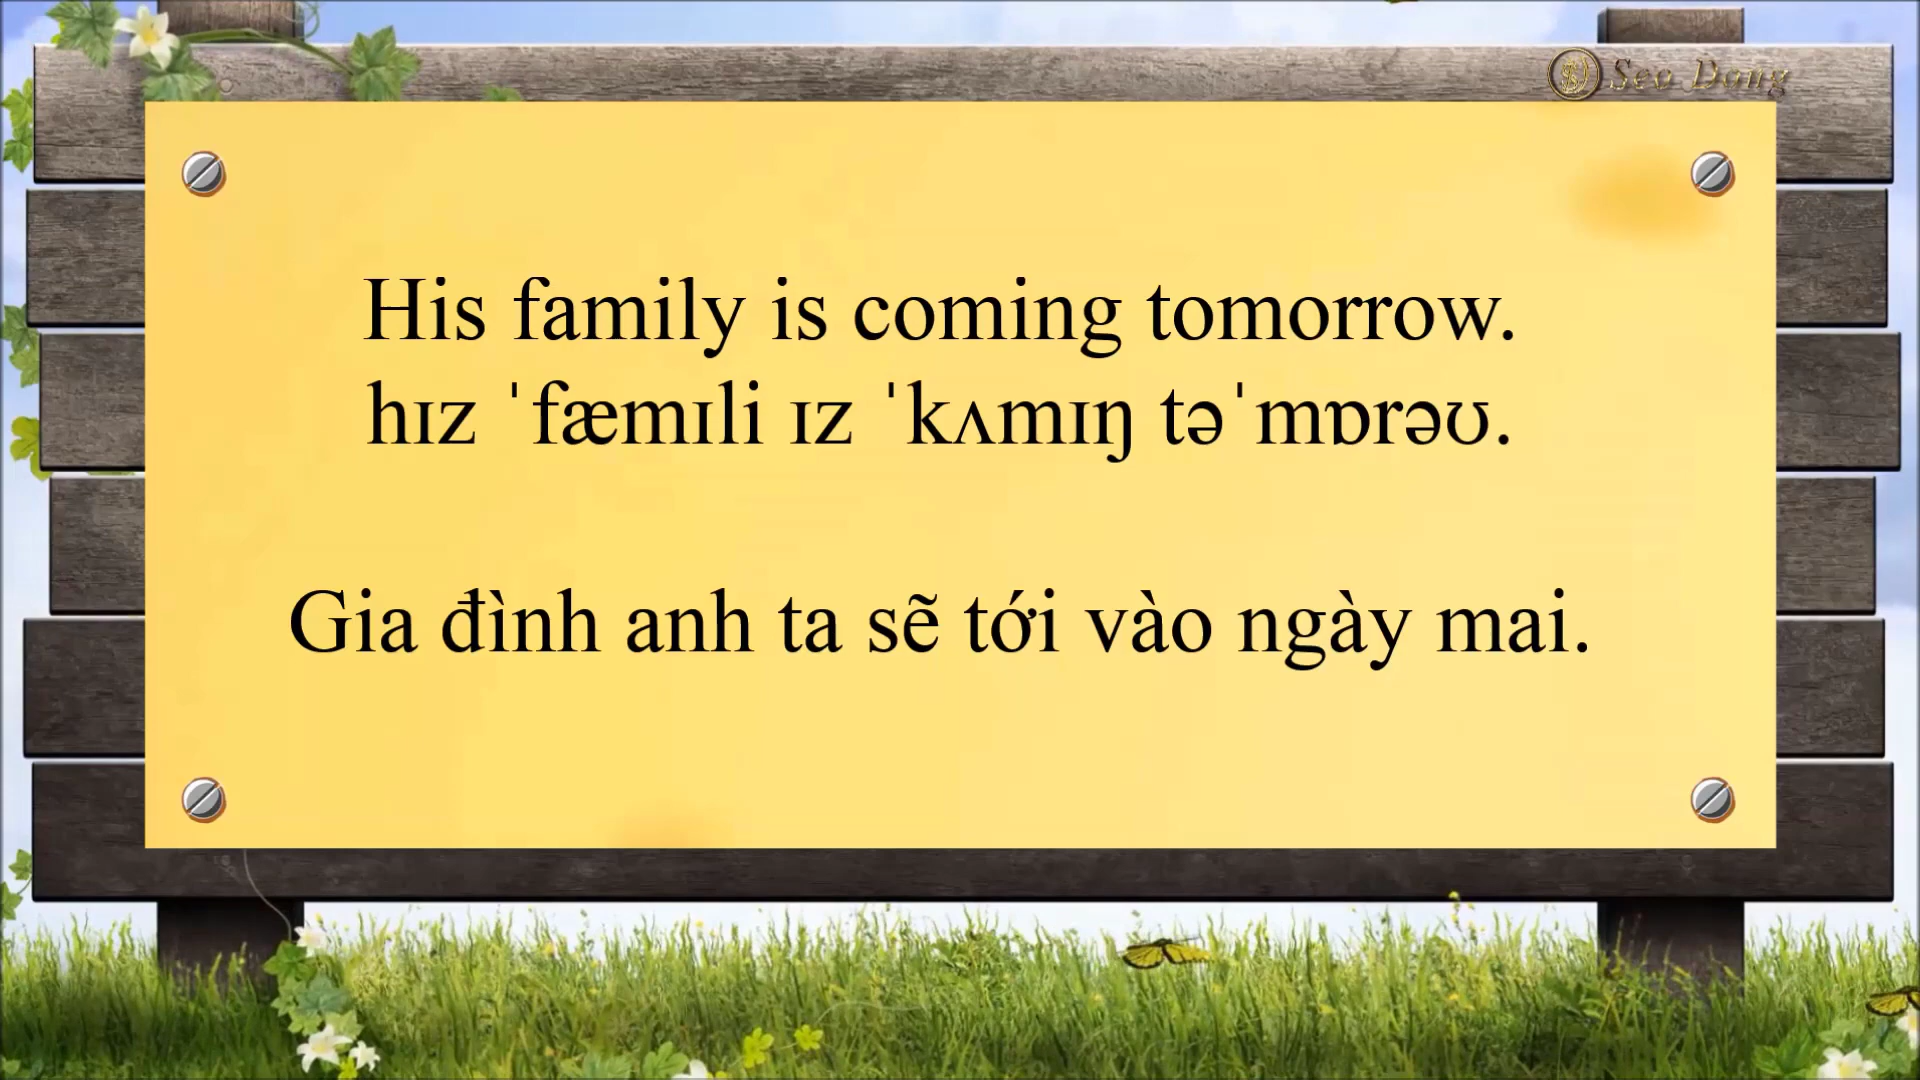 Seo Dong
His family is coming tomorrow.
hɪz ˈfæmɪli ɪz ˈkʌmɪŋ təˈmɒrəʊ.
Gia đình anh ta sẽ tới vào ngày mai.